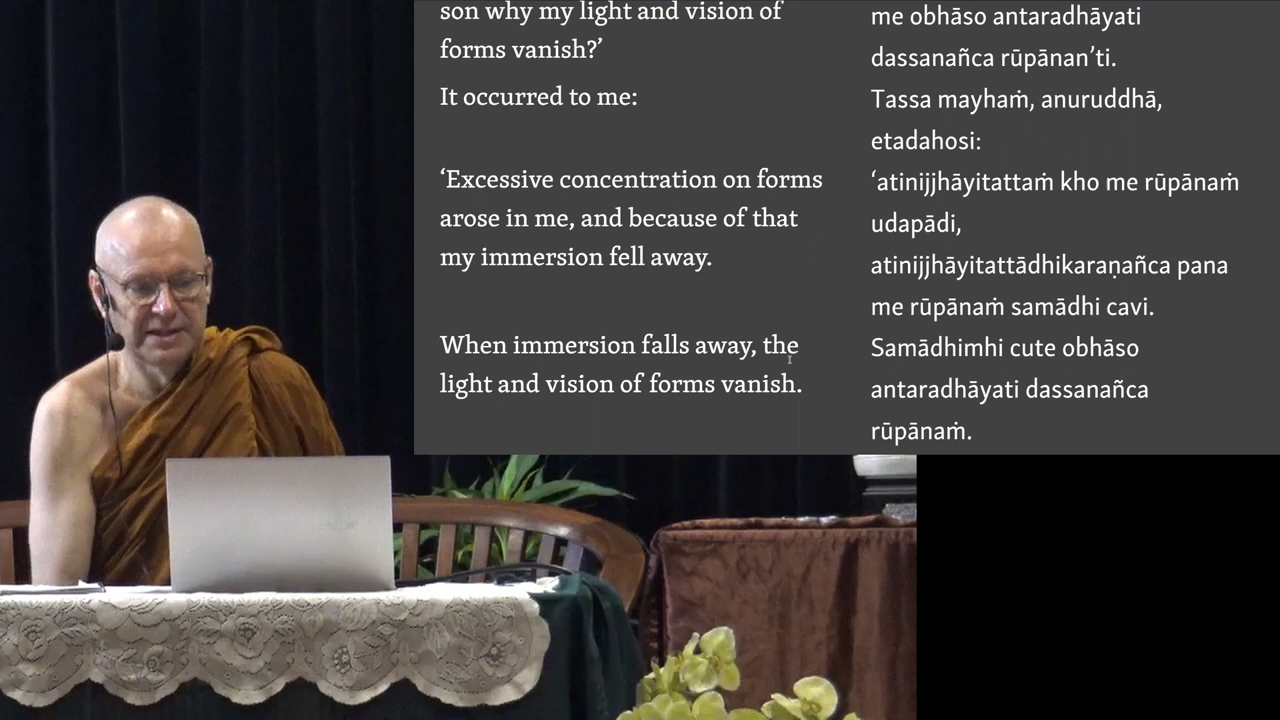 son why my light and vision of
forms vanish?’
It occurred to me:
‘Excessive concentration on forms
arose in me, and because of that
my immersion fell away.
When immersion falls away, the
light and vision of forms vanish.
me obhāso antaradhāyati
dassanañca rūpānan’ti.
Tassa mayhaṁ, anuruddhā,
etadahosi:
‘atinijjhāyitattaṁ kho me rūpānaṁ
udapādi,
atinijjhāyitattādhikaraṇañca pana
me rūpānaṁ samādhi cavi.
Samādhimhi cute obhāso
antaradhāyati dassanañca
rūpānaṁ.